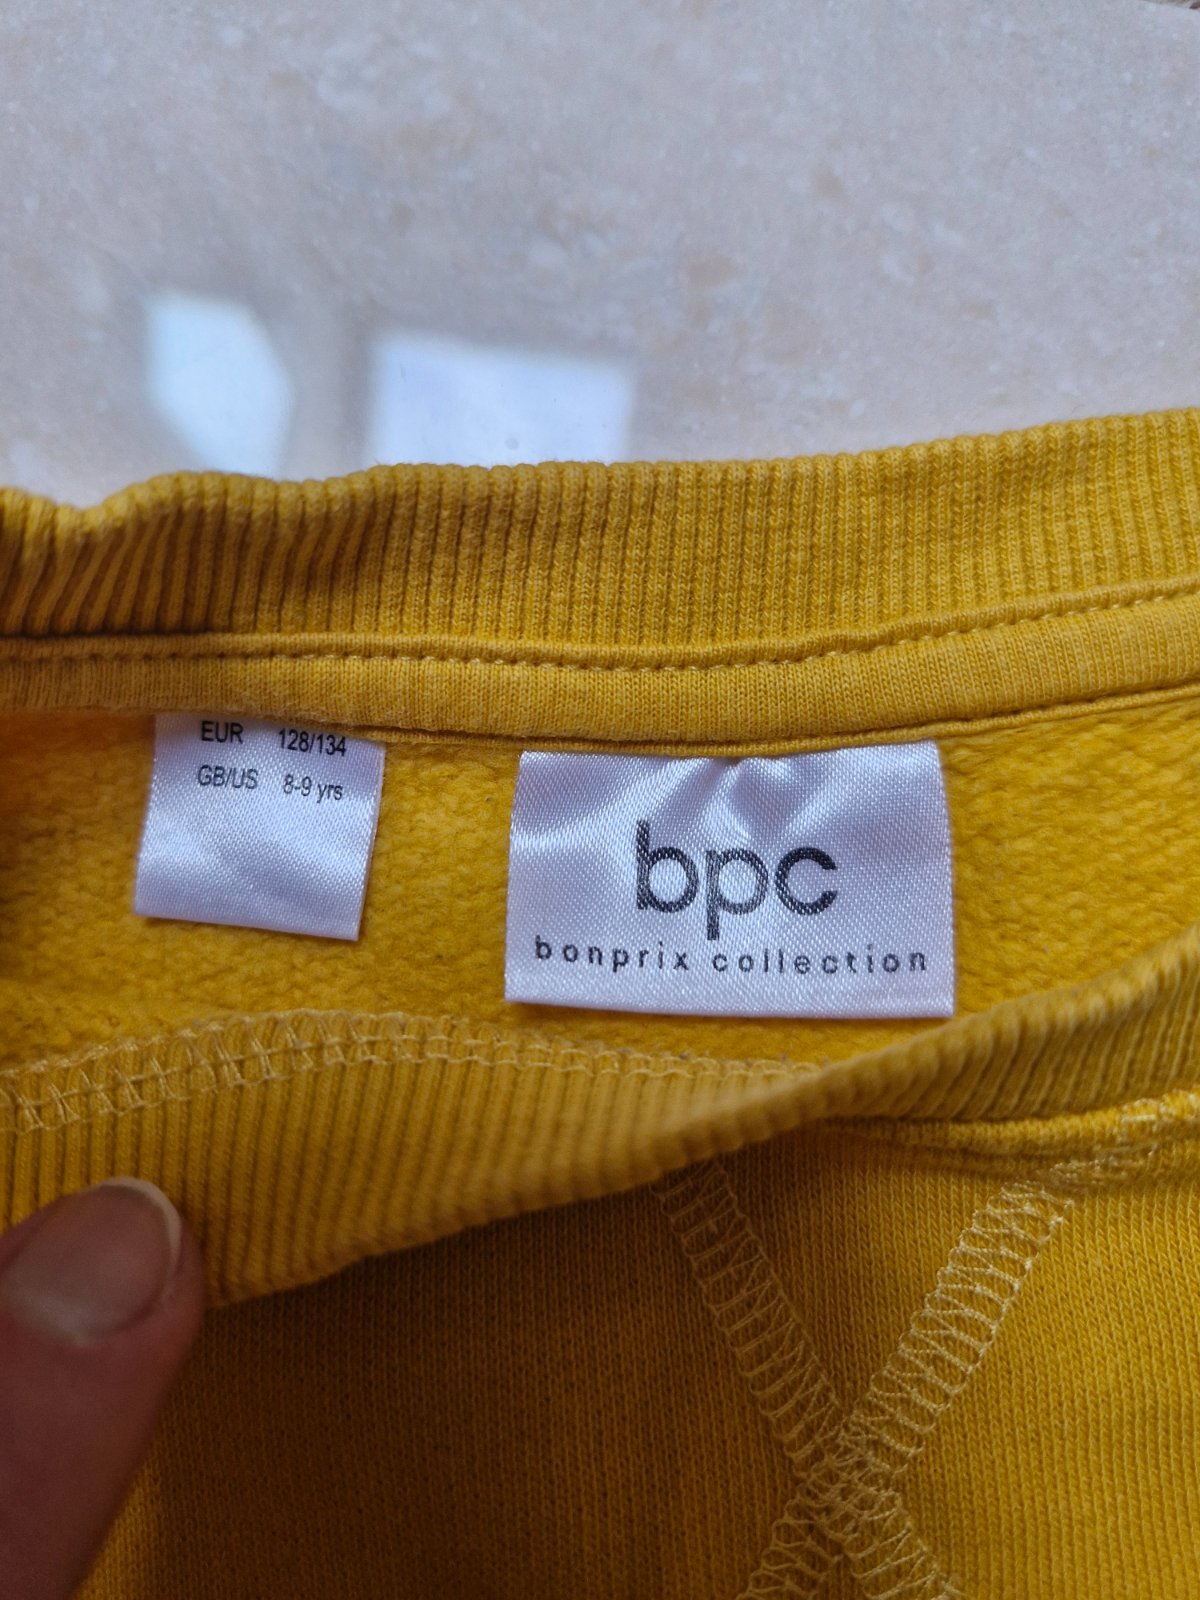 EUR 128/134
GB/US 8-9 yrs
bpc
bonprix collection